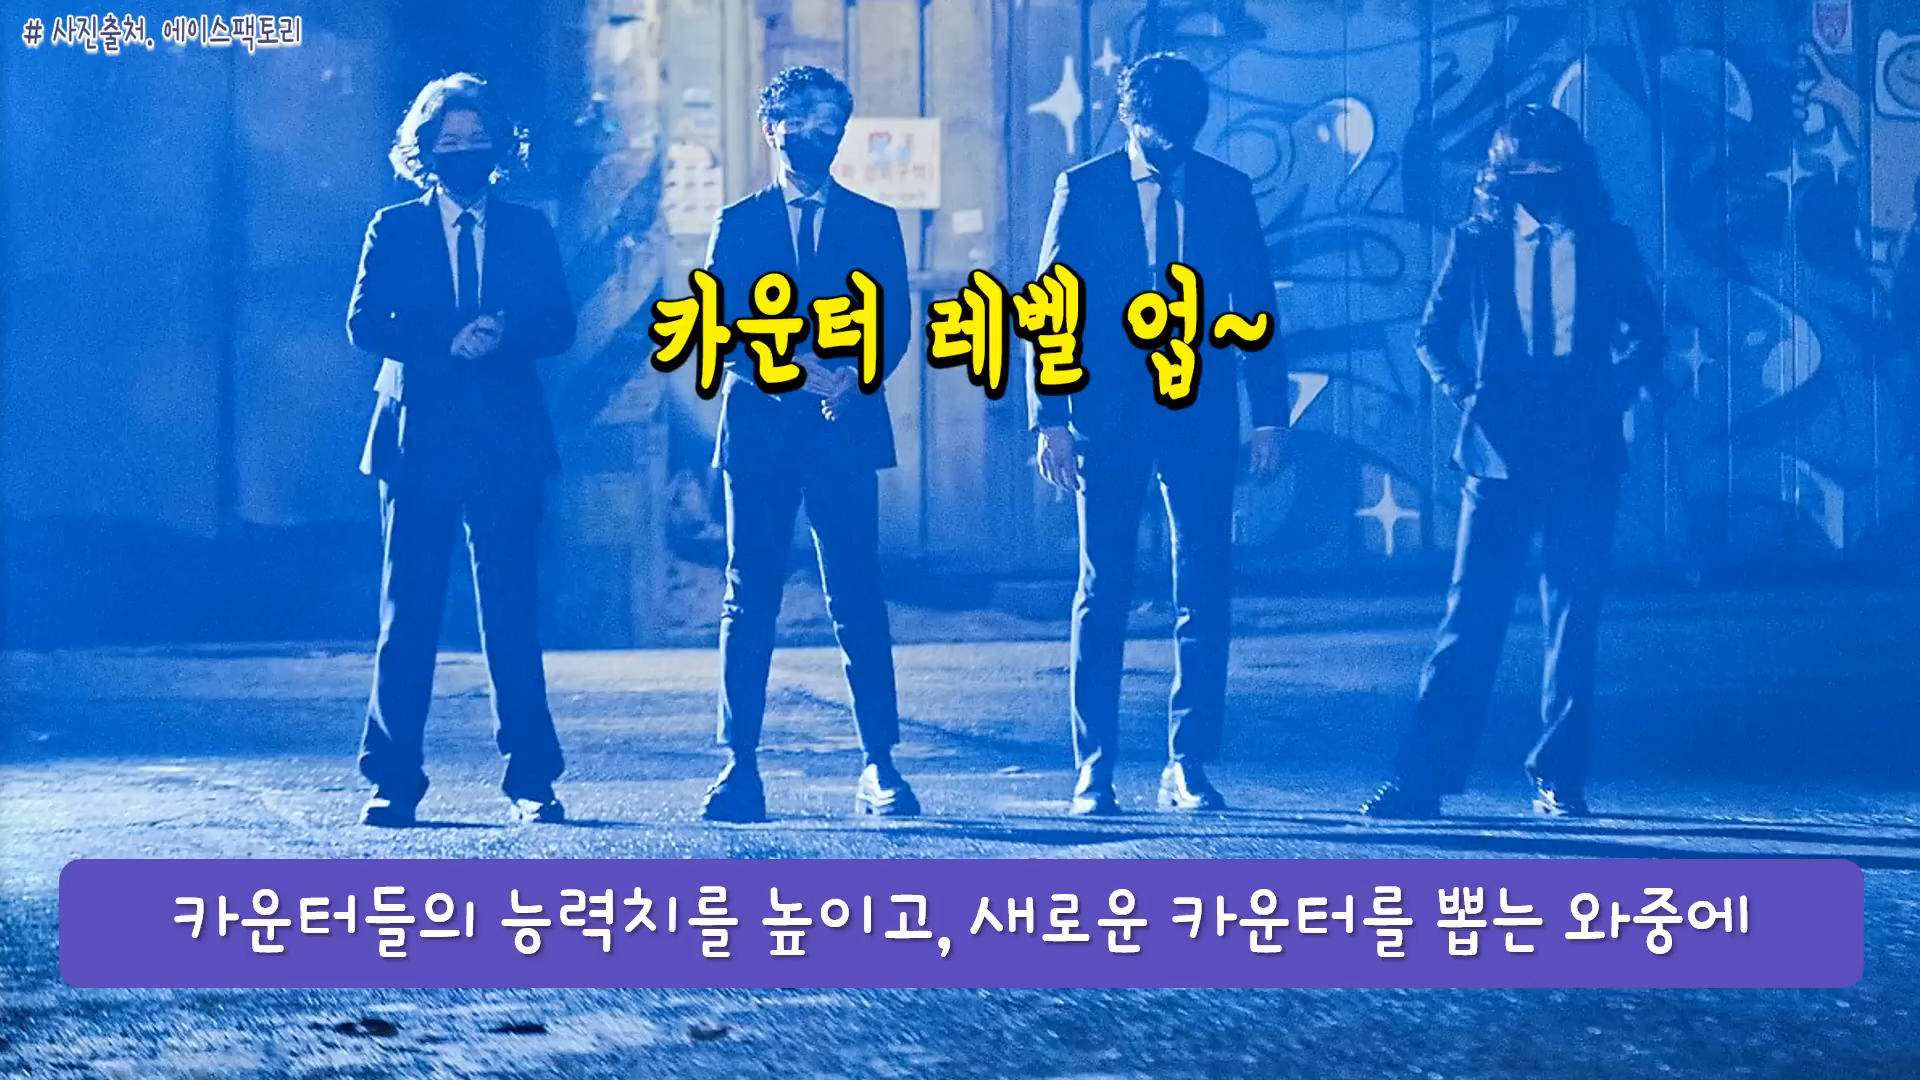 # 사진출처. 에이스팩토리
카운터 레벨 업~
카운터들의 능력치를 높이고, 새로운 카운터를 뽑는 와중에